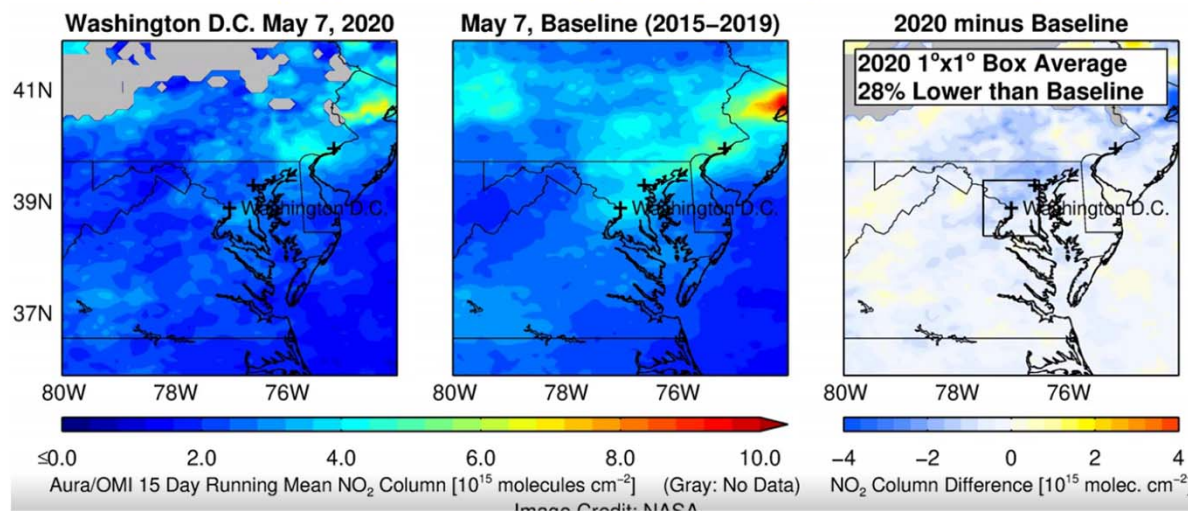 Washington D.C. May 7, 2020
May 7, Baseline (2015−2019)
2020 minus Baseline
2020 1°x1° Box Average
28% Lower than Baseline
41N
39N
37N
Washington D.C.
Washington D.C.
Washington D.C.
80W 78W 76W
80W 78W 76W
80W 78W 76W
≤0.0 2.0 4.0 6.0 8.0 10.0
−4 −2 0 2 4
Aura/OMI 15 Day Running Mean NO₂ Column [10¹⁵ molecules cm⁻²] (Gray: No Data)
NO₂ Column Difference [10¹⁵ molec. cm⁻²
Image Credit: NASA